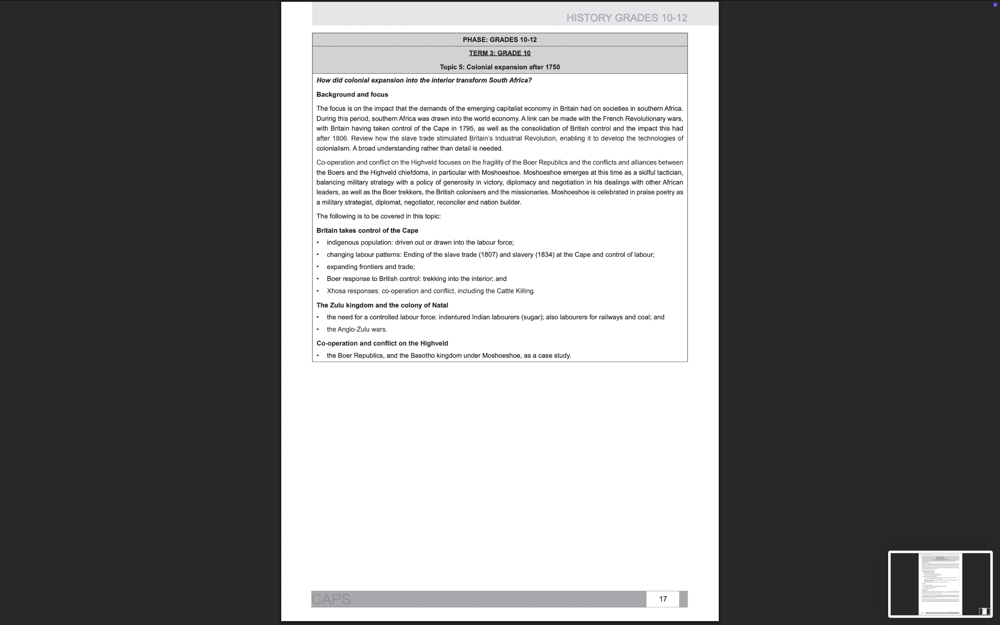 HISTORY GRADES 10-12
PHASE: GRADES 10-12
TERM 3: GRADE 10
Topic 5: Colonial expansion after 1750
How did colonial expansion into the interior transform South Africa?
Background and focus
The focus is on the impact that the demands of the emerging capitalist economy in Britain had on societies in southern Africa.
During this period, southern Africa was drawn into the world economy. A link can be made with the French Revolutionary wars,
with Britain having taken control of the Cape in 1795, as well as the consolidation of British control and the impact this had
after 1806. Review how the slave trade stimulated Britain's Industrial Revolution, enabling it to develop the technologies of
colonialism. A broad understanding rather than detail is needed.
Co-operation and conflict on the Highveld focuses on the fragility of the Boer Republics and the conflicts and alliances between
the Boers and the Highveld chiefdoms, in particular with Moshoeshoe. Moshoeshoe emerges at this time as a skilful tactician,
balancing military strategy with a policy of generosity in victory, diplomacy and negotiation in his dealings with other African
leaders, as well as the Boer trekkers, the British colonisers and the missionaries. Moshoeshoe is celebrated in praise poetry as
a military strategist, diplomat, negotiator, reconciler and nation builder.
The following is to be covered in this topic:
Britain takes control of the Cape
• indigenous population: driven out or drawn into the labour force;
• changing labour patterns: Ending of the slave trade (1807) and slavery (1834) at the Cape and control of labour;
• expanding frontiers and trade;
• Boer response to British control: trekking into the interior; and
• Xhosa responses: co-operation and conflict, including the Cattle Killing.
The Zulu kingdom and the colony of Natal
• the need for a controlled labour force: indentured Indian labourers (sugar); also labourers for railways and coal; and
• the Anglo-Zulu wars.
Co-operation and conflict on the Highveld
• the Boer Republics, and the Basotho kingdom under Moshoeshoe, as a case study.
CAPS
17